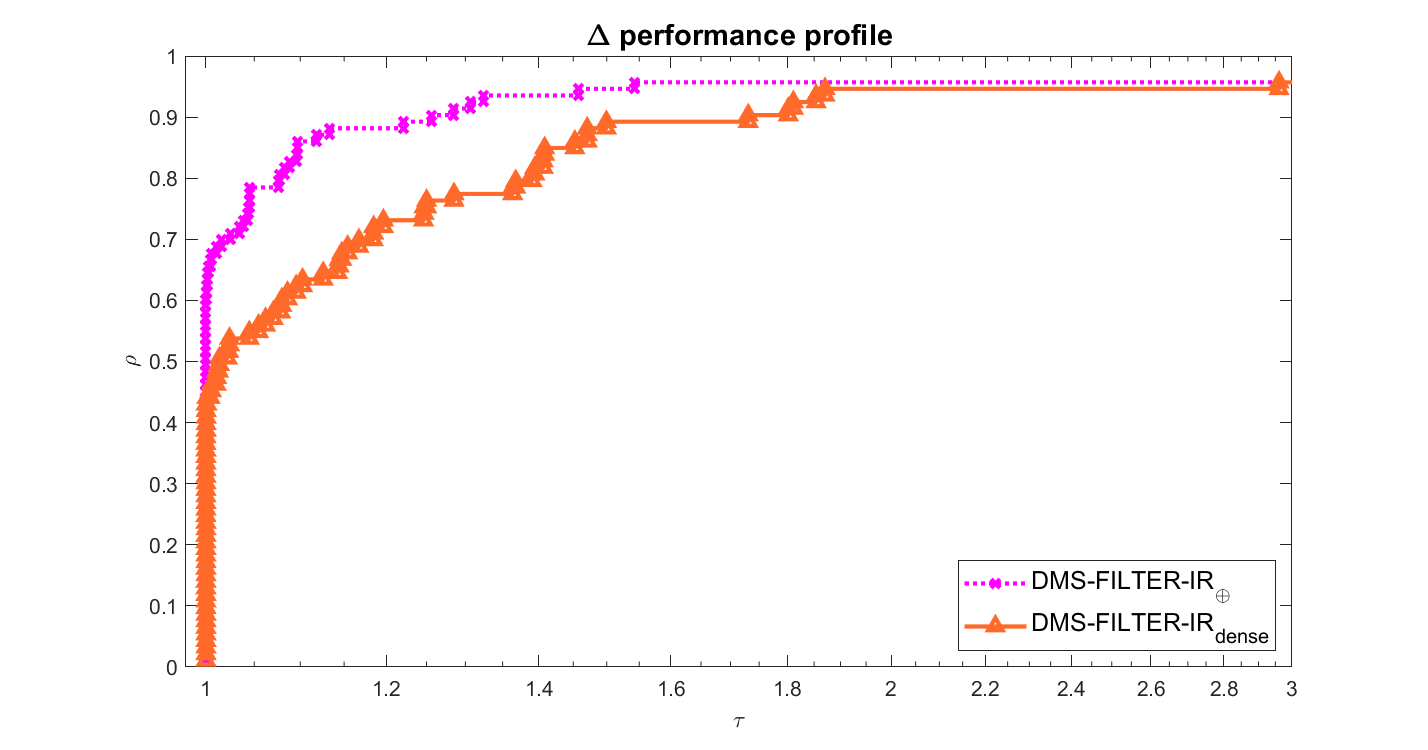 Δ performance profile
1
0.9
0.8
0.7
0.6
0.5
0.4
0.3
0.2
0.1
0
ρ
1 1.2 1.4 1.6 1.8 2 2.2 2.4 2.6 2.8 3
τ
DMS-FILTER-IR⊕
DMS-FILTER-IRdense